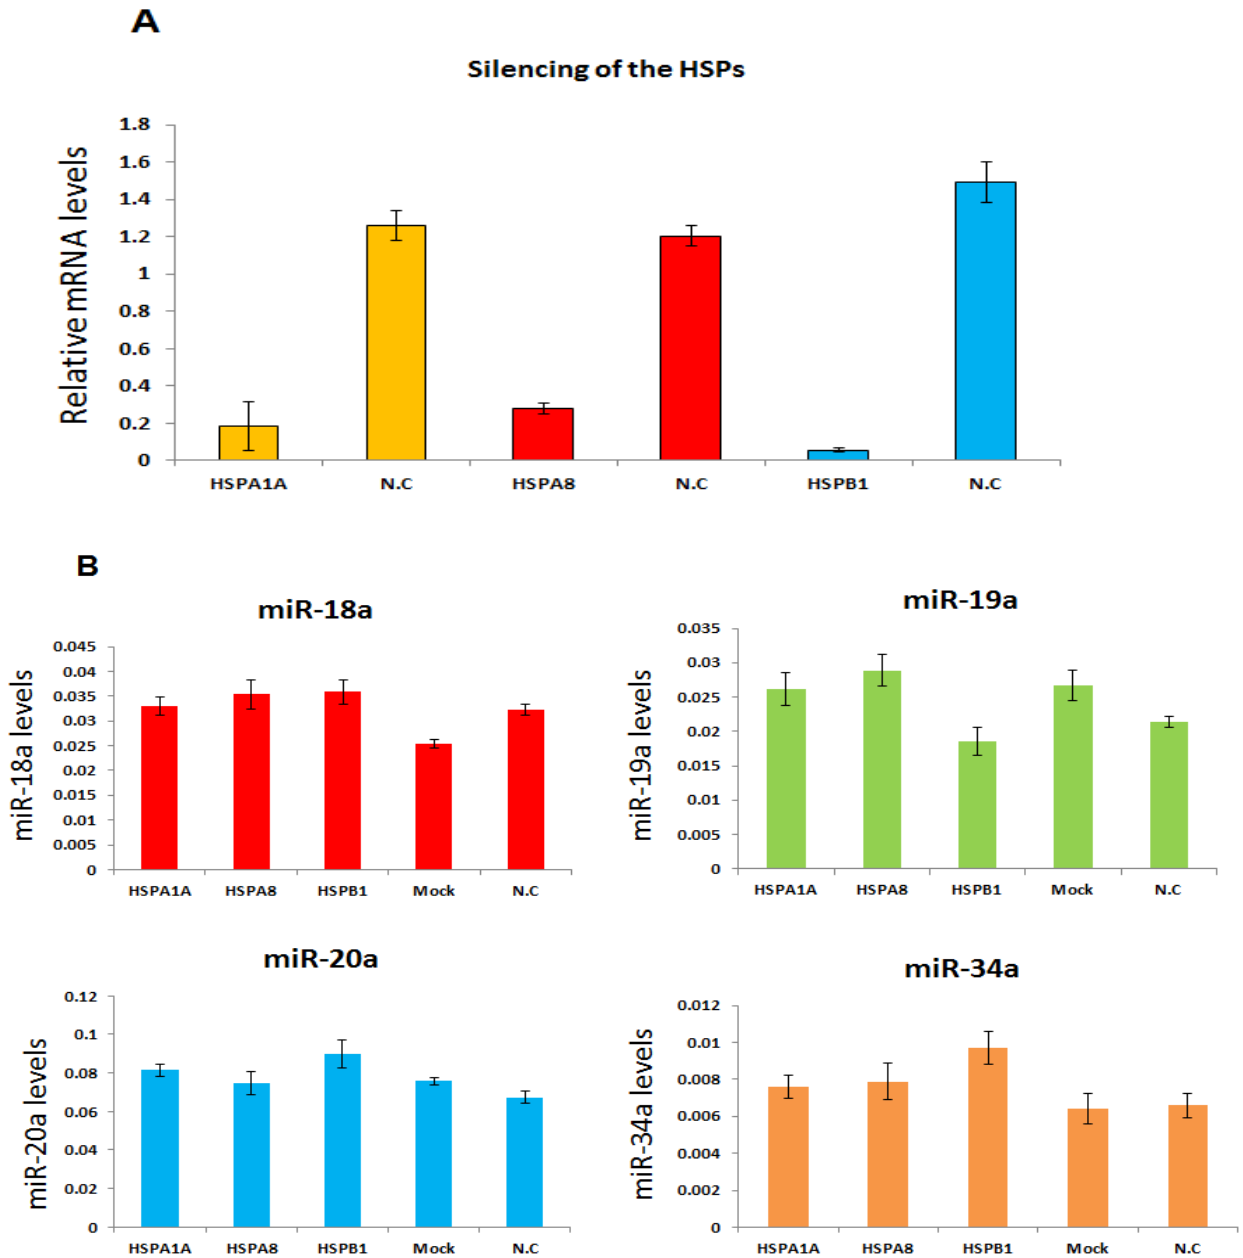 A
Silencing of the HSPs
Relative mRNA levels
1.8
1.6
1.4
1.2
1
0.8
0.6
0.4
0.2
0
HSPA1A N.C HSPA8 N.C HSPB1 N.C
B
miR-18a
miR-18a levels
0.045
0.04
0.035
0.03
0.025
0.02
0.015
0.01
0.005
0
HSPA1A HSPA8 HSPB1 Mock N.C
miR-19a
miR-19a levels
0.035
0.03
0.025
0.02
0.015
0.01
0.005
0
HSPA1A HSPA8 HSPB1 Mock N.C
miR-20a
miR-20a levels
0.12
0.1
0.08
0.06
0.04
0.02
0
HSPA1A HSPA8 HSPB1 Mock N.C
miR-34a
miR-34a levels
0.012
0.01
0.008
0.006
0.004
0.002
0
HSPA1A HSPA8 HSPB1 Mock N.C